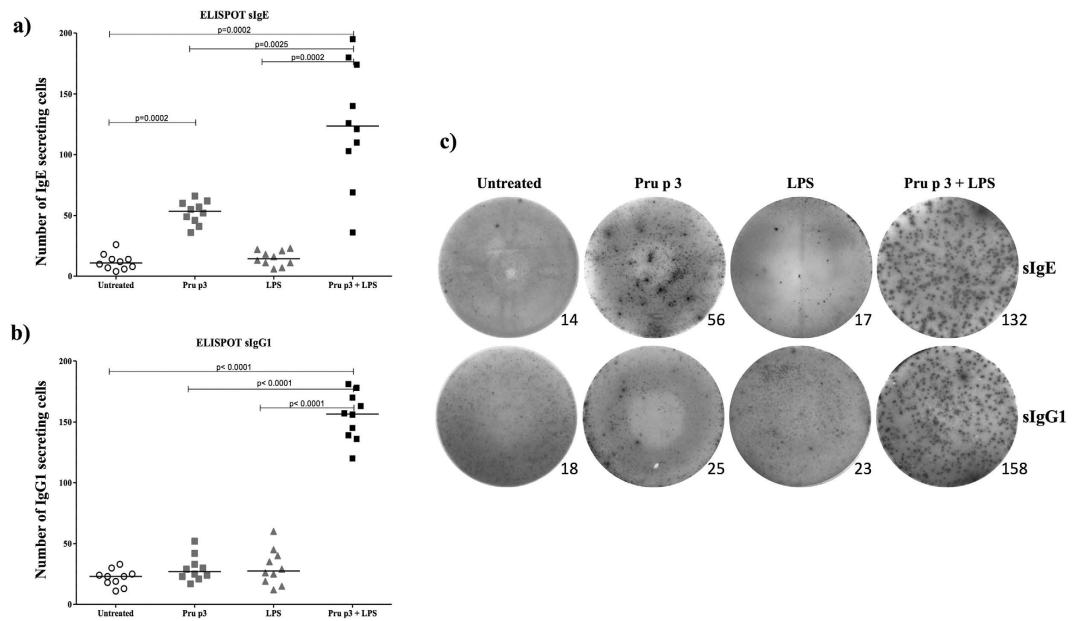 a)
ELISPOT sIgE
Number of IgE secreting cells
200
150
100
50
0
p=0.0002
p=0.0025
p=0.0002
p=0.0002
Untreated
Pru p3
LPS
Pru p3 + LPS
b)
ELISPOT sIgG1
Number of IgG1 secreting cells
200
150
100
50
0
p< 0.0001
p< 0.0001
p< 0.0001
Untreated
Pru p3
LPS
Pru p3 + LPS
c)
Untreated
Pru p 3
LPS
Pru p 3 + LPS
14
56
17
132
sIgE
18
25
23
158
sIgG1